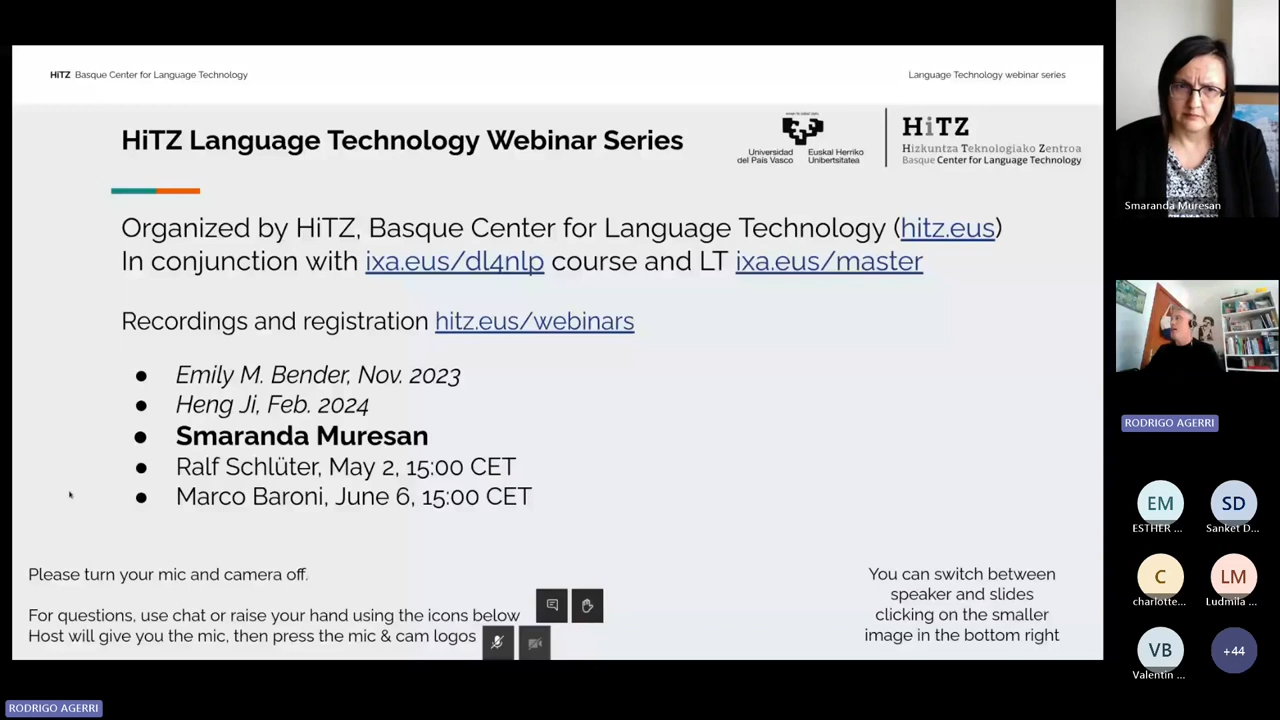 HiTZ Basque Center for Language Technology
Language Technology webinar series
HiTZ Language Technology Webinar Series
Universidad del País Vasco
Euskal Herriko Unibertsitatea
HiTZ
Hizkuntza Teknologiako Zentroa
Basque Center for Language Technology
Organized by HiTZ, Basque Center for Language Technology (hitz.eus)
In conjunction with ixa.eus/dl4nlp course and LT ixa.eus/master
Recordings and registration hitz.eus/webinars
● Emily M. Bender, Nov. 2023
● Heng Ji, Feb. 2024
● Smaranda Muresan
● Ralf Schlüter, May 2, 15:00 CET
● Marco Baroni, June 6, 15:00 CET
Please turn your mic and camera off.
For questions, use chat or raise your hand using the icons below
Host will give you the mic, then press the mic & cam logos
You can switch between
speaker and slides
clicking on the smaller
image in the bottom right
Smaranda Muresan
RODRIGO AGERRI
EM
ESTHER ...
SD
Sanket D...
C
charlotte...
LM
Ludmila ...
VB
Valentin ...
+44
RODRIGO AGERRI